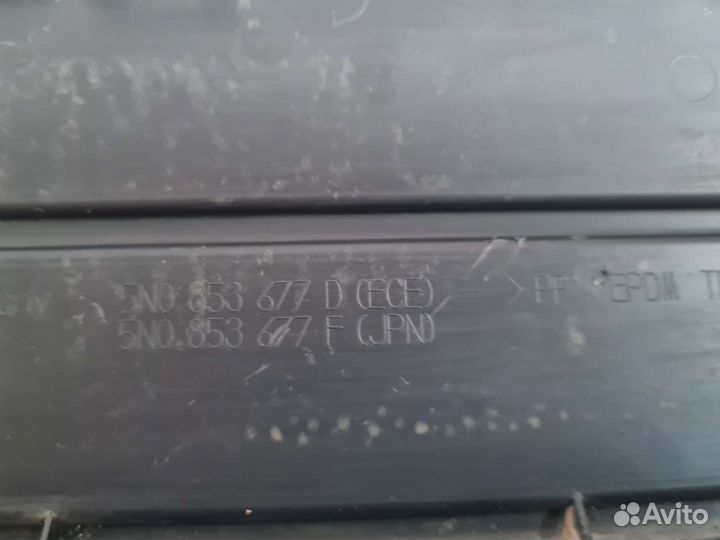 5N0 853 677 D (ECE) >PP EPDM T
5N0.853 677 F (JPN)
Avito